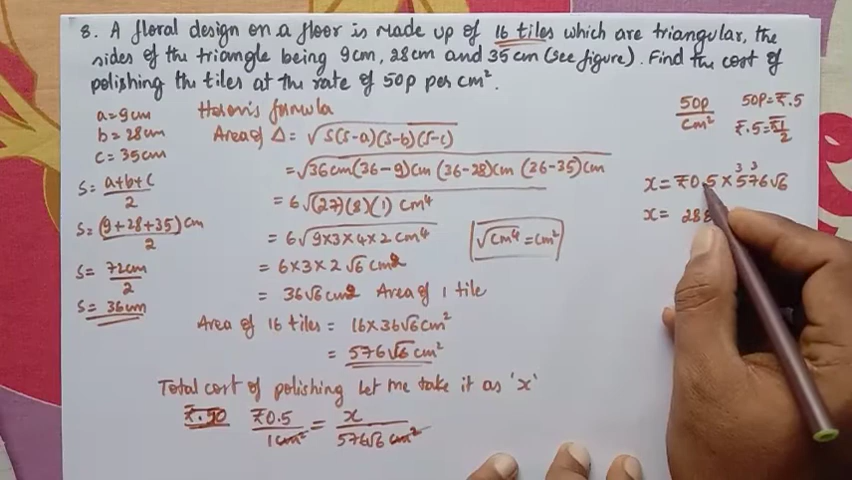 8. A floral design on a floor is made up of 16 tiles which are triangular, the
sides of the triangle being 9cm, 28cm and 35cm (see figure). Find the cost of
polishing the tiles at the rate of 50p per cm².
a=9cm
b=28cm
c=35cm
S=a+b+c/2
S=(9+28+35)cm/2
S=72cm/2
S=36cm
Heron's formula
Area of Δ=√S(S-a)(S-b)(S-c)
=√36cm(36-9)cm (36-28)cm (36-35)cm
=6√(27)(8)(1) cm⁴
=6√9×3×4×2 cm⁴
√cm⁴=cm²
=6×3×2√6 cm²
=36√6 cm² Area of 1 tile
Area of 16 tiles=16×36√6cm²
=576√6 cm²
Total cost of polishing Let me take it as 'x'
₹0.5/1cm²=x/576√6 cm²
50p/cm² 50p=₹.5
₹.5=₹1/2
3 3
x=₹0.5×576√6
x=288